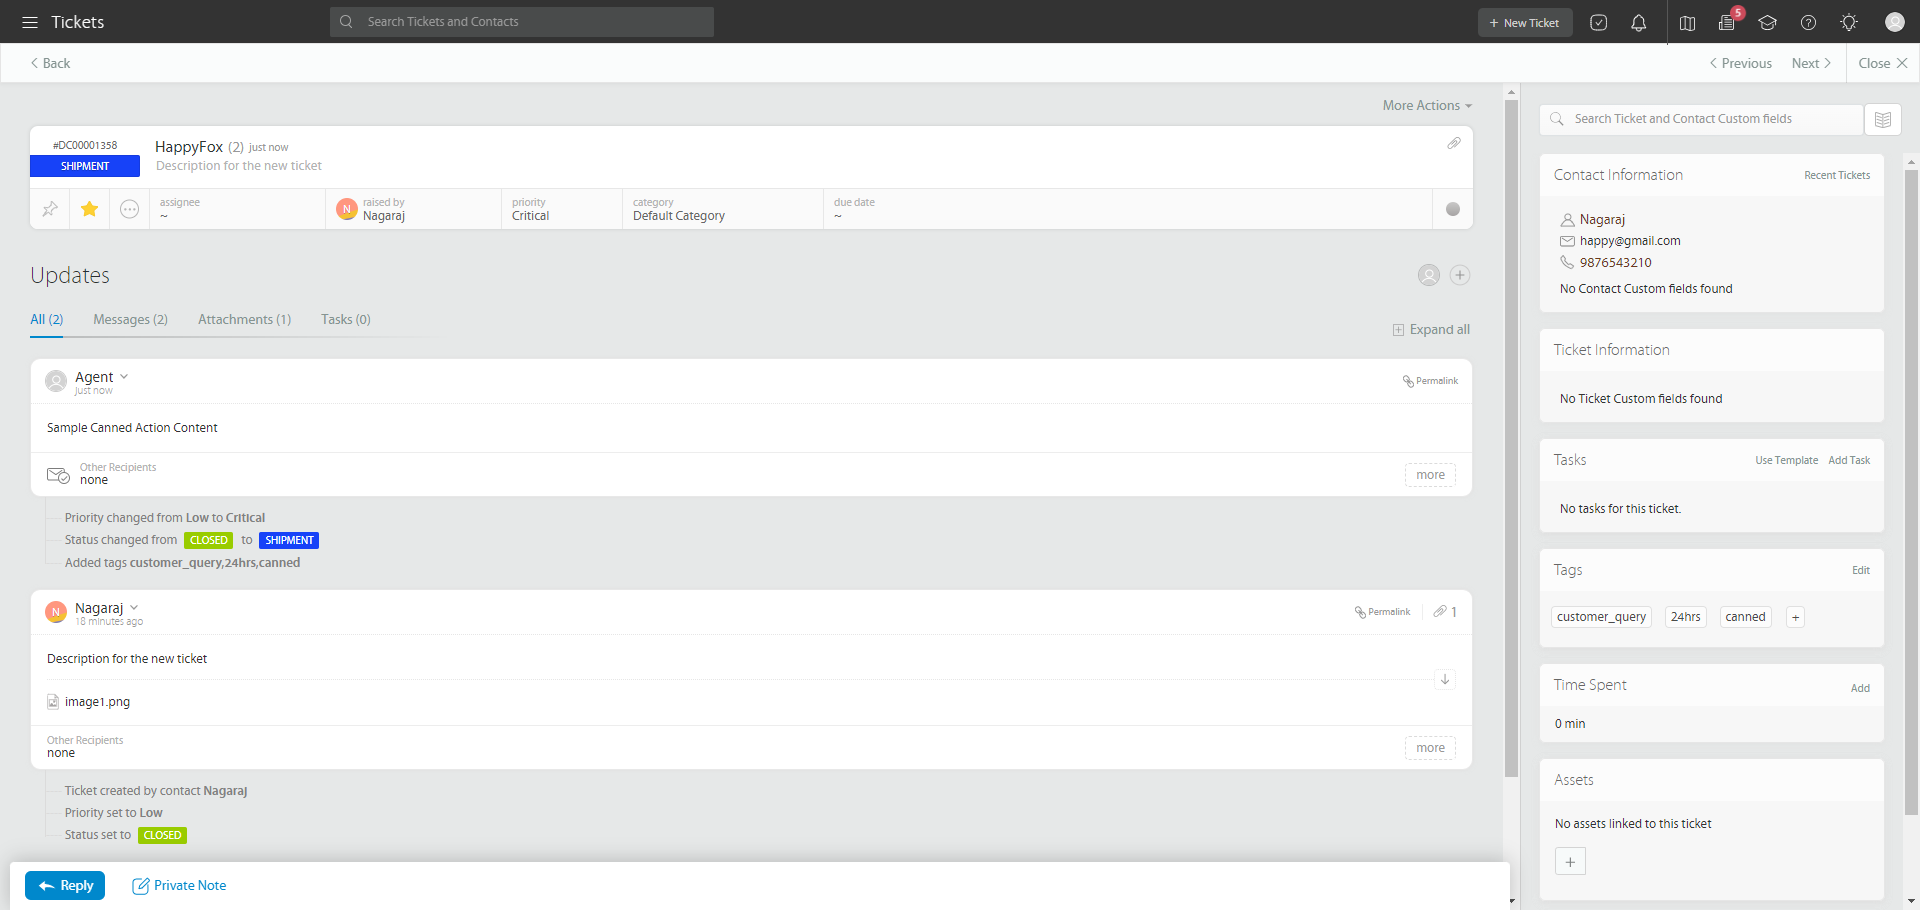 Tickets
Search Tickets and Contacts
+ New Ticket
5
Back
Previous
Next
Close
More Actions
#DC00001358
SHIPMENT
HappyFox (2) just now
Description for the new ticket
assignee
~
N
raised by
Nagaraj
priority
Critical
category
Default Category
due date
~
Updates
All (2)
Messages (2)
Attachments (1)
Tasks (0)
Expand all
Agent
Just now
Permalink
Sample Canned Action Content
Other Recipients
none
more
Priority changed from Low to Critical
Status changed from CLOSED to SHIPMENT
Added tags customer_query,24hrs,canned
N
Nagaraj
18 minutes ago
Permalink
1
Description for the new ticket
image1.png
Other Recipients
none
more
Ticket created by contact Nagaraj
Priority set to Low
Status set to CLOSED
Reply
Private Note
Search Ticket and Contact Custom fields
Contact Information
Recent Tickets
Nagaraj
happy@gmail.com
9876543210
No Contact Custom fields found
Ticket Information
No Ticket Custom fields found
Tasks
Use Template
Add Task
No tasks for this ticket.
Tags
Edit
customer_query
24hrs
canned
+
Time Spent
Add
0 min
Assets
No assets linked to this ticket
+